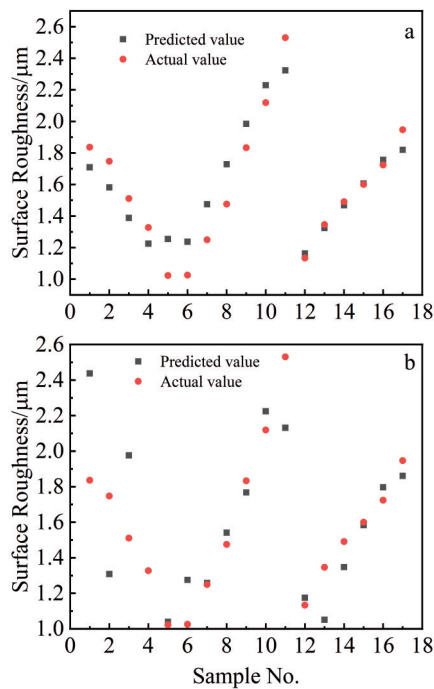 a
Predicted value
Actual value
Surface Roughness/μm
2.6
2.4
2.2
2.0
1.8
1.6
1.4
1.2
1.0
0 2 4 6 8 10 12 14 16 18
b
Predicted value
Actual value
Surface Roughness/μm
2.6
2.4
2.2
2.0
1.8
1.6
1.4
1.2
1.0
0 2 4 6 8 10 12 14 16 18
Sample No.